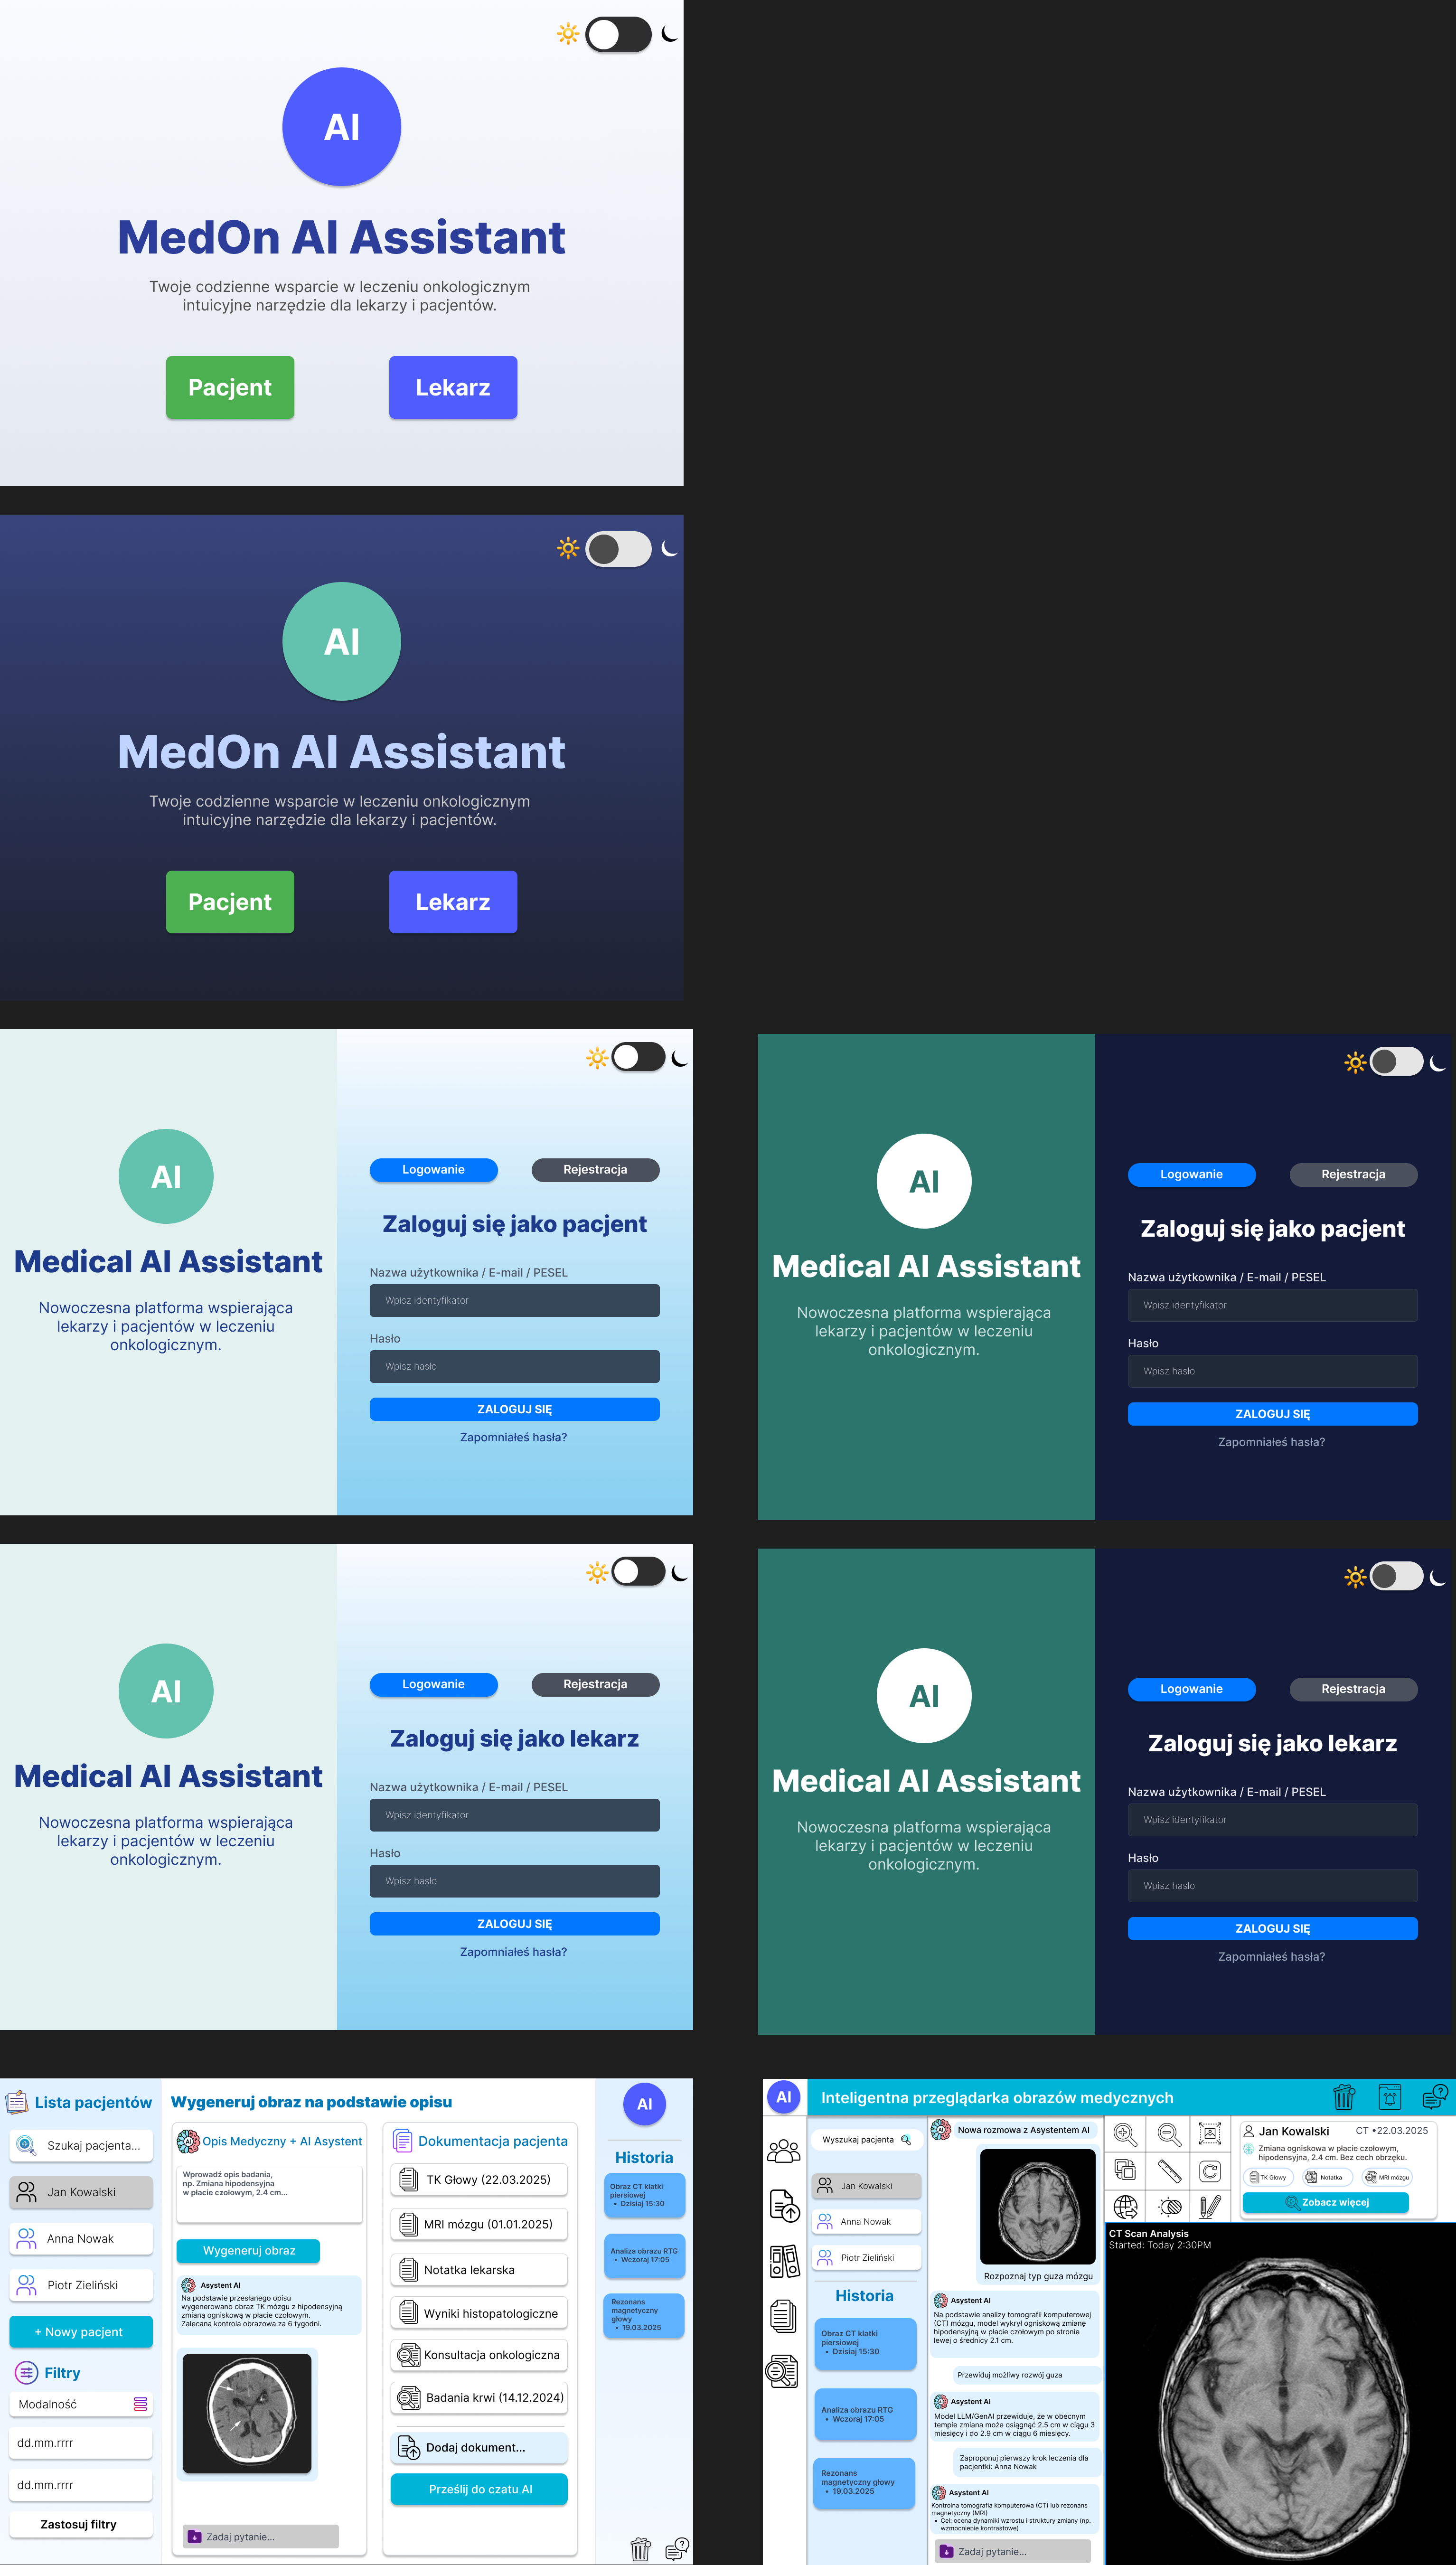 AI
MedOn AI Assistant
Twoje codzienne wsparcie w leczeniu onkologicznym
intuicyjne narzędzie dla lekarzy i pacjentów.
Pacjent
Lekarz
AI
MedOn AI Assistant
Twoje codzienne wsparcie w leczeniu onkologicznym
intuicyjne narzędzie dla lekarzy i pacjentów.
Pacjent
Lekarz
AI
Medical AI Assistant
Nowoczesna platforma wspierająca
lekarzy i pacjentów w leczeniu
onkologicznym.
Logowanie
Rejestracja
Zaloguj się jako pacjent
Nazwa użytkownika / E-mail / PESEL
Wpisz identyfikator
Hasło
Wpisz hasło
ZALOGUJ SIĘ
Zapomniałeś hasła?
AI
Medical AI Assistant
Nowoczesna platforma wspierająca
lekarzy i pacjentów w leczeniu
onkologicznym.
Logowanie
Rejestracja
Zaloguj się jako pacjent
Nazwa użytkownika / E-mail / PESEL
Wpisz identyfikator
Hasło
Wpisz hasło
ZALOGUJ SIĘ
Zapomniałeś hasła?
AI
Medical AI Assistant
Nowoczesna platforma wspierająca
lekarzy i pacjentów w leczeniu
onkologicznym.
Logowanie
Rejestracja
Zaloguj się jako lekarz
Nazwa użytkownika / E-mail / PESEL
Wpisz identyfikator
Hasło
Wpisz hasło
ZALOGUJ SIĘ
Zapomniałeś hasła?
AI
Medical AI Assistant
Nowoczesna platforma wspierająca
lekarzy i pacjentów w leczeniu
onkologicznym.
Logowanie
Rejestracja
Zaloguj się jako lekarz
Nazwa użytkownika / E-mail / PESEL
Wpisz identyfikator
Hasło
Wpisz hasło
ZALOGUJ SIĘ
Zapomniałeś hasła?
Lista pacjentów
Szukaj pacjenta...
Jan Kowalski
Anna Nowak
Piotr Zieliński
+ Nowy pacjent
Filtry
Modalność
dd.mm.rrrr
dd.mm.rrrr
Zastosuj filtry
Wygeneruj obraz na podstawie opisu
AI
Opis Medyczny + AI Asystent
Wprowadź opis badania,
np. Zmiana hipodensyjna
w płacie czołowym, 2.4 cm...
Wygeneruj obraz
AI
Asystent AI
Na podstawie przesłanego opisu
wygenerowano obraz TK mózgu z hipodensyjną
zmianą ogniskową w płacie czołowym.
Zalecana kontrola obrazowa za 6 tygodni.
Zadaj pytanie...
Dokumentacja pacjenta
TK Głowy (22.03.2025)
MRI mózgu (01.01.2025)
Notatka lekarska
Wyniki histopatologiczne
Konsultacja onkologiczna
Badania krwi (14.12.2024)
Dodaj dokument...
Prześlij do czatu AI
AI
Historia
Obraz CT klatki
piersiowej
• Dzisiaj 15:30
Analiza obrazu RTG
• Wczoraj 17:05
Rezonans
magnetyczny
głowy
• 19.03.2025
?
AI
Inteligentna przeglądarka obrazów medycznych
?
Wyszukaj pacjenta
Jan Kowalski
Anna Nowak
Piotr Zieliński
Historia
Obraz CT klatki
piersiowej
• Dzisiaj 15:30
Analiza obrazu RTG
• Wczoraj 17:05
Rezonans
magnetyczny głowy
• 19.03.2025
AI
Nowa rozmowa z Asystentem AI
Rozpoznaj typ guza mózgu
AI
Asystent AI
Na podstawie analizy tomografii komputerowej
(CT) mózgu, model wykrył ogniskową zmianę
hipodensyjną w płacie czołowym po stronie
lewej o średnicy 2.1 cm.
Przewiduj możliwy rozwój guza
AI
Asystent AI
Model LLM/GenAI przewiduje, że w obecnym
tempie zmiana może osiągnąć 2.5 cm w ciągu 3
miesięcy i do 2.9 cm w ciągu 6 miesięcy.
Zaproponuj pierwszy krok leczenia dla
pacjentki: Anna Nowak
AI
Asystent AI
Kontrolna tomografia komputerowa (CT) lub rezonans
magnetyczny (MRI)
• Cel: ocena dynamiki wzrostu i struktury zmiany (np.
wzmocnienie kontrastowe)
Zadaj pytanie...
Jan Kowalski
CT •22.03.2025
Zmiana ogniskowa w płacie czołowym,
hipodensyjna, 2.4 cm. Bez cech obrzęku.
TK Głowy
Notatka
MRI mózgu
Zobacz więcej
CT Scan Analysis
Started: Today 2:30PM